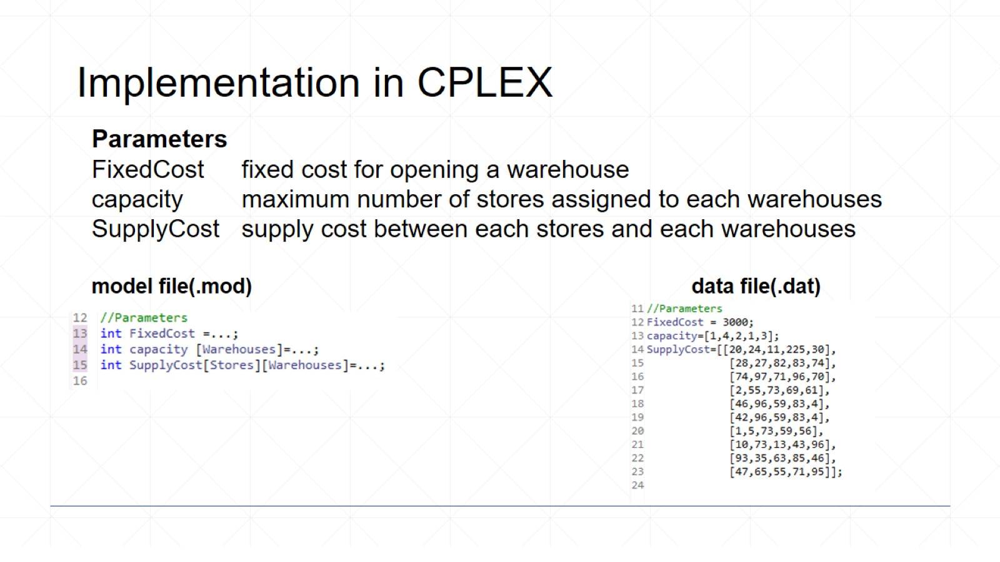 Implementation in CPLEX
Parameters
FixedCost fixed cost for opening a warehouse
capacity maximum number of stores assigned to each warehouses
SupplyCost supply cost between each stores and each warehouses
model file(.mod)
12 //Parameters
13 int FixedCost =...;
14 int capacity [Warehouses]=...;
15 int SupplyCost[Stores][Warehouses]=...;
16
data file(.dat)
11 //Parameters
12 FixedCost = 3000;
13 capacity=[1,4,2,1,3];
14 SupplyCost=[[20,24,11,225,30],
15 [28,27,82,83,74],
16 [74,97,71,96,70],
17 [2,55,73,69,61],
18 [46,96,59,83,4],
19 [42,96,59,83,4],
20 [1,5,73,59,56],
21 [10,73,13,43,96],
22 [93,35,63,85,46],
23 [47,65,55,71,95]];
24